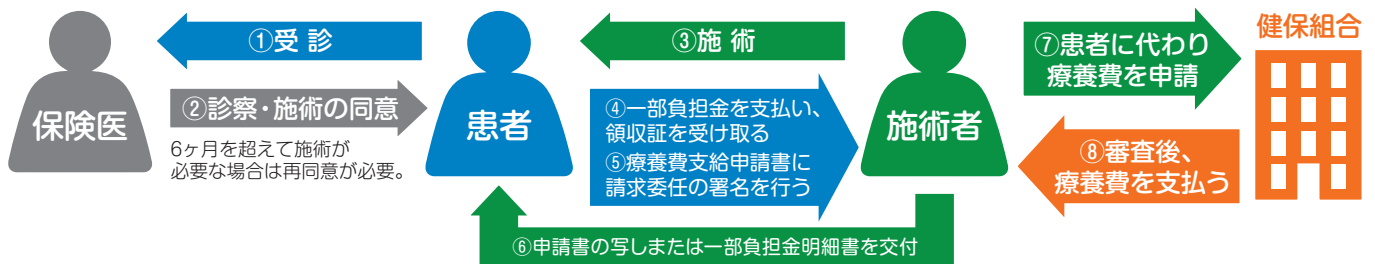 保険医
①受 診
②診察・施術の同意
6ヶ月を超えて施術が
必要な場合は再同意が必要。
患者
③施 術
④一部負担金を支払い、
領収証を受け取る
⑤療養費支給申請書に
請求委任の署名を行う
⑥申請書の写しまたは一部負担金明細書を交付
施術者
⑦患者に代わり
療養費を申請
⑧審査後、
療養費を支払う
健保組合